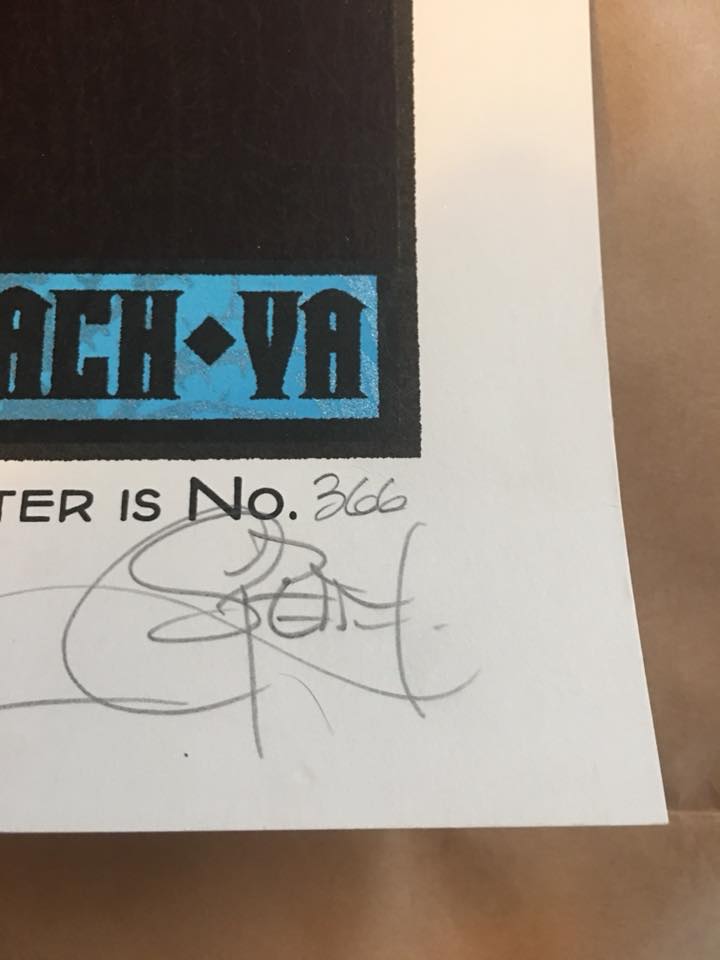 ACH ◆ VA
TER IS No. 366